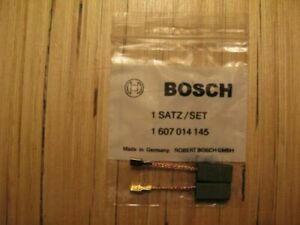 BOSCH
1 SATZ/SET
1 607 014 145
Made in Germany ROBERT BOSCH GMBH